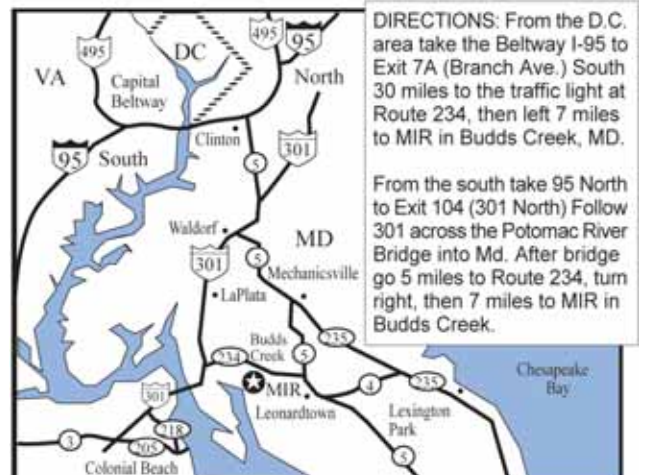 DIRECTIONS: From the D.C.
area take the Beltway I-95 to
Exit 7A (Branch Ave.) South
30 miles to the traffic light at
Route 234, then left 7 miles
to MIR in Budds Creek, MD.
From the south take 95 North
to Exit 104 (301 North) Follow
301 across the Potomac River
Bridge into Md. After bridge
go 5 miles to Route 234, turn
right, then 7 miles to MIR in
Budds Creek.
495
DC
495
95
VA
Capital
Beltway
North
Clinton
301
95
South
5
Waldorf
MD
301
5
Mechanicsville
LaPlata
235
Budds
Creek
234
5
Chesapeake
Bay
MIR
4
235
301
Leonardtown
Lexington
Park
218
3
205
5
Colonial Beach